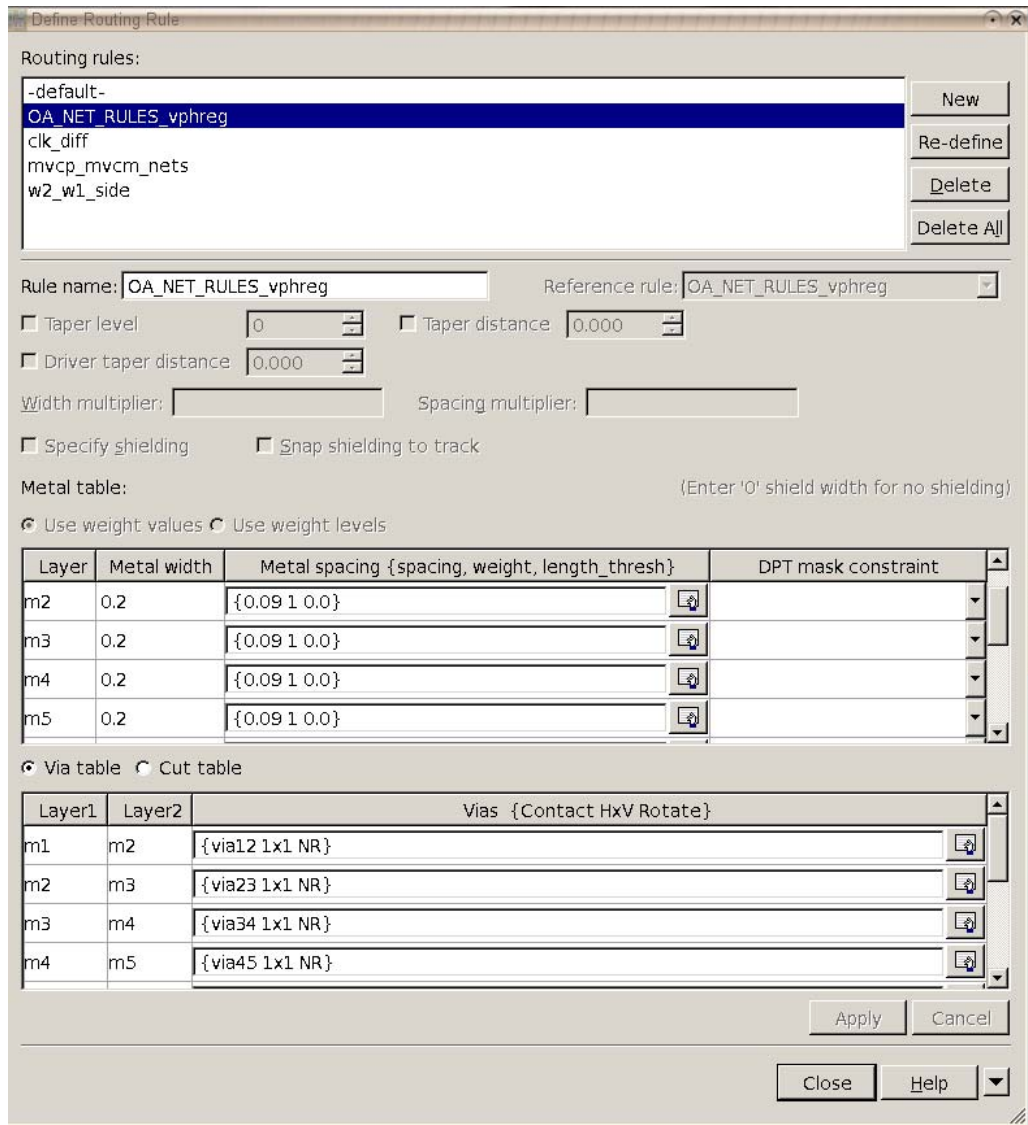 Define Routing Rule
Routing rules:
-default-
New
OA_NET_RULES_vphreg
clk_diff
Re-define
mvcp_mvcm_nets
w2_w1_side
Delete
Delete All
Rule name: OA_NET_RULES_vphreg Reference rule: OA_NET_RULES_vphreg
Taper level 0 Taper distance 0.000
Driver taper distance 0.000
Width multiplier: Spacing multiplier:
Specify shielding Snap shielding to track
Metal table: (Enter '0' shield width for no shielding)
Use weight values Use weight levels
Layer Metal width Metal spacing {spacing, weight, length_thresh} DPT mask constraint
m2 0.2 {0.09 1 0.0}
m3 0.2 {0.09 1 0.0}
m4 0.2 {0.09 1 0.0}
m5 0.2 {0.09 1 0.0}
Via table Cut table
Layer1 Layer2 Vias {Contact HxV Rotate}
m1 m2 {via12 1x1 NR}
m2 m3 {via23 1x1 NR}
m3 m4 {via34 1x1 NR}
m4 m5 {via45 1x1 NR}
Apply Cancel
Close Help